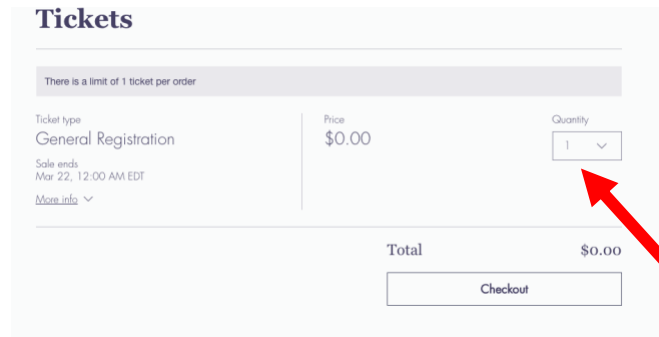 Tickets
There is a limit of 1 ticket per order
Ticket type
General Registration
Sale ends
Mar 22, 12:00 AM EDT
More info
Price
$0.00
Quantity
1
Total $0.00
Checkout